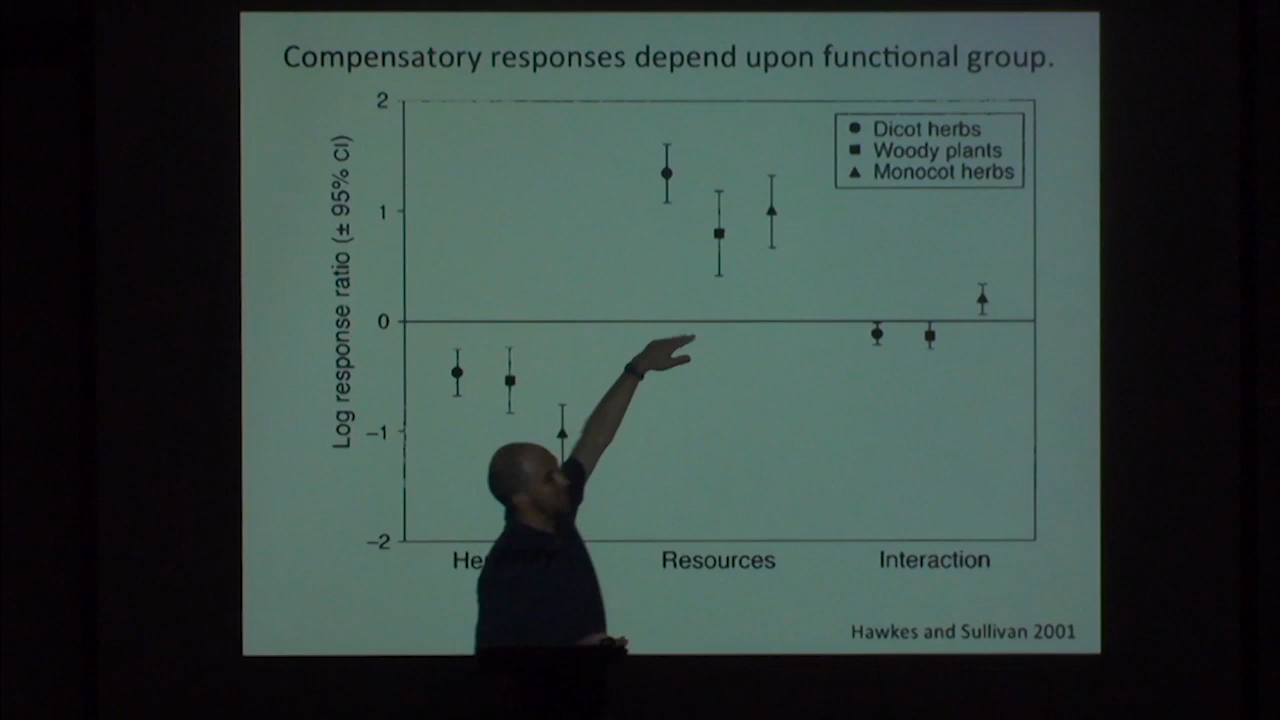 Compensatory responses depend upon functional group.
2
1
0
−1
−2
Log response ratio (± 95% CI)
Dicot herbs
Woody plants
Monocot herbs
Herbivory
Resources
Interaction
Hawkes and Sullivan 2001